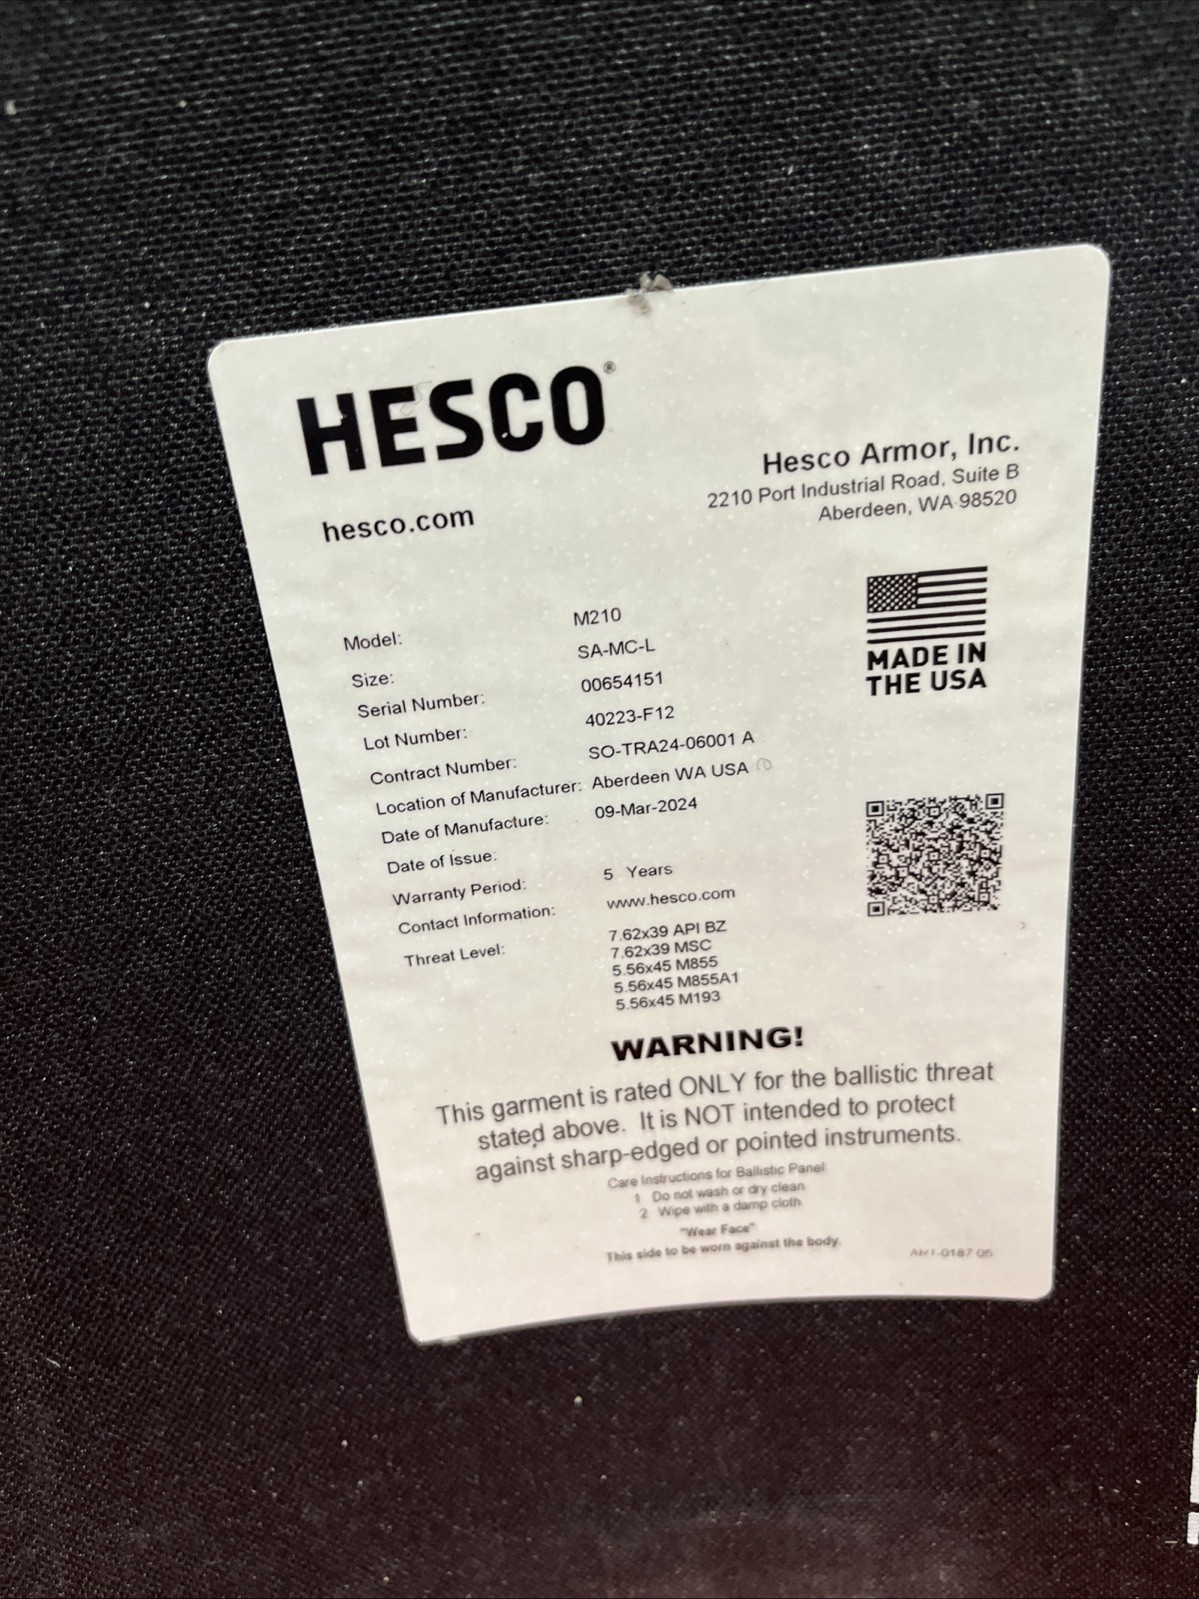 HESCO®
hesco.com
Hesco Armor, Inc.
2210 Port Industrial Road, Suite B
Aberdeen, WA 98520
Model: M210
Size: SA-MC-L
Serial Number: 00654151
Lot Number: 40223-F12
Contract Number: SO-TRA24-06001 A
Location of Manufacturer: Aberdeen WA USA
Date of Manufacture: 09-Mar-2024
Date of Issue:
Warranty Period: 5 Years
Contact Information: www.hesco.com
Threat Level: 7.62x39 API BZ
7.62x39 MSC
5.56x45 M855
5.56x45 M855A1
5.56x45 M193
MADE IN
THE USA
WARNING!
This garment is rated ONLY for the ballistic threat
stated above. It is NOT intended to protect
against sharp-edged or pointed instruments.
Care Instructions for Ballistic Panel
1 Do not wash or dry clean
2 Wipe with a damp cloth
"Wear Face"
This side to be worn against the body.